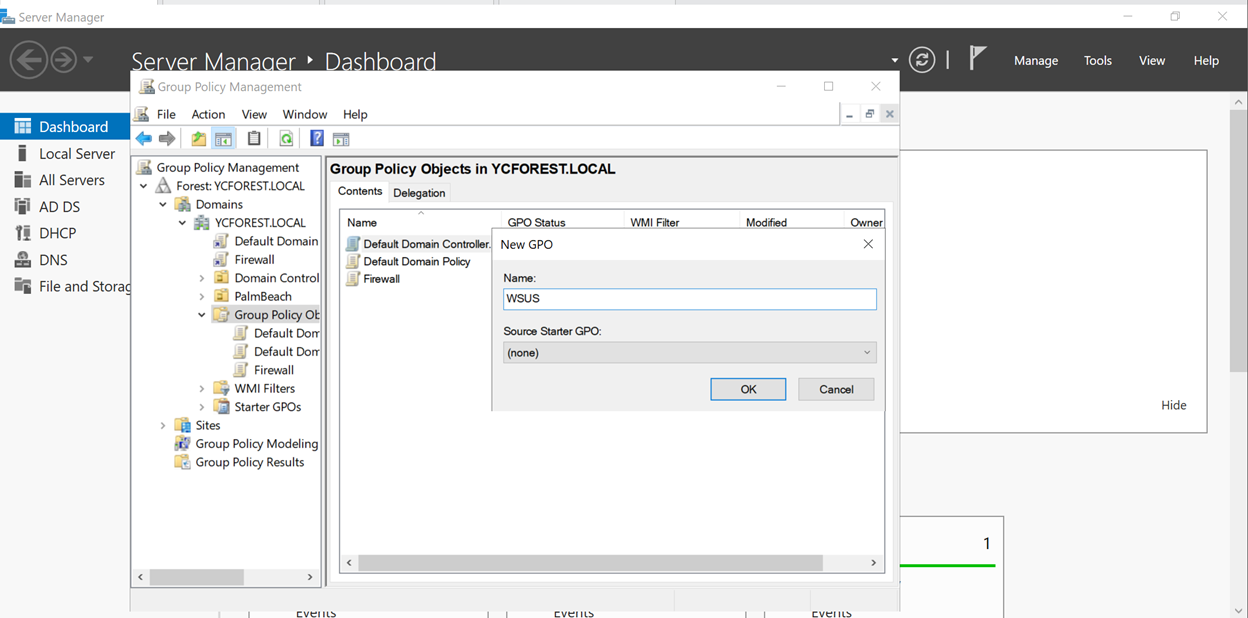 Server Manager
Server Manager ‣ Dashboard
Manage Tools View Help
Dashboard
Local Server
All Servers
AD DS
DHCP
DNS
File and Storag
Group Policy Management
File Action View Window Help
Group Policy Management
Forest: YCFOREST.LOCAL
Domains
YCFOREST.LOCAL
Default Domain
Firewall
Domain Control
PalmBeach
Group Policy Ob
Default Dom
Default Dom
Firewall
WMI Filters
Starter GPOs
Sites
Group Policy Modeling
Group Policy Results
Group Policy Objects in YCFOREST.LOCAL
Contents Delegation
Name GPO Status WMI Filter Modified Owner
Default Domain Controller.
Default Domain Policy
Firewall
New GPO
Name:
WSUS
Source Starter GPO:
(none)
OK Cancel
Hide
1
Events Events Events